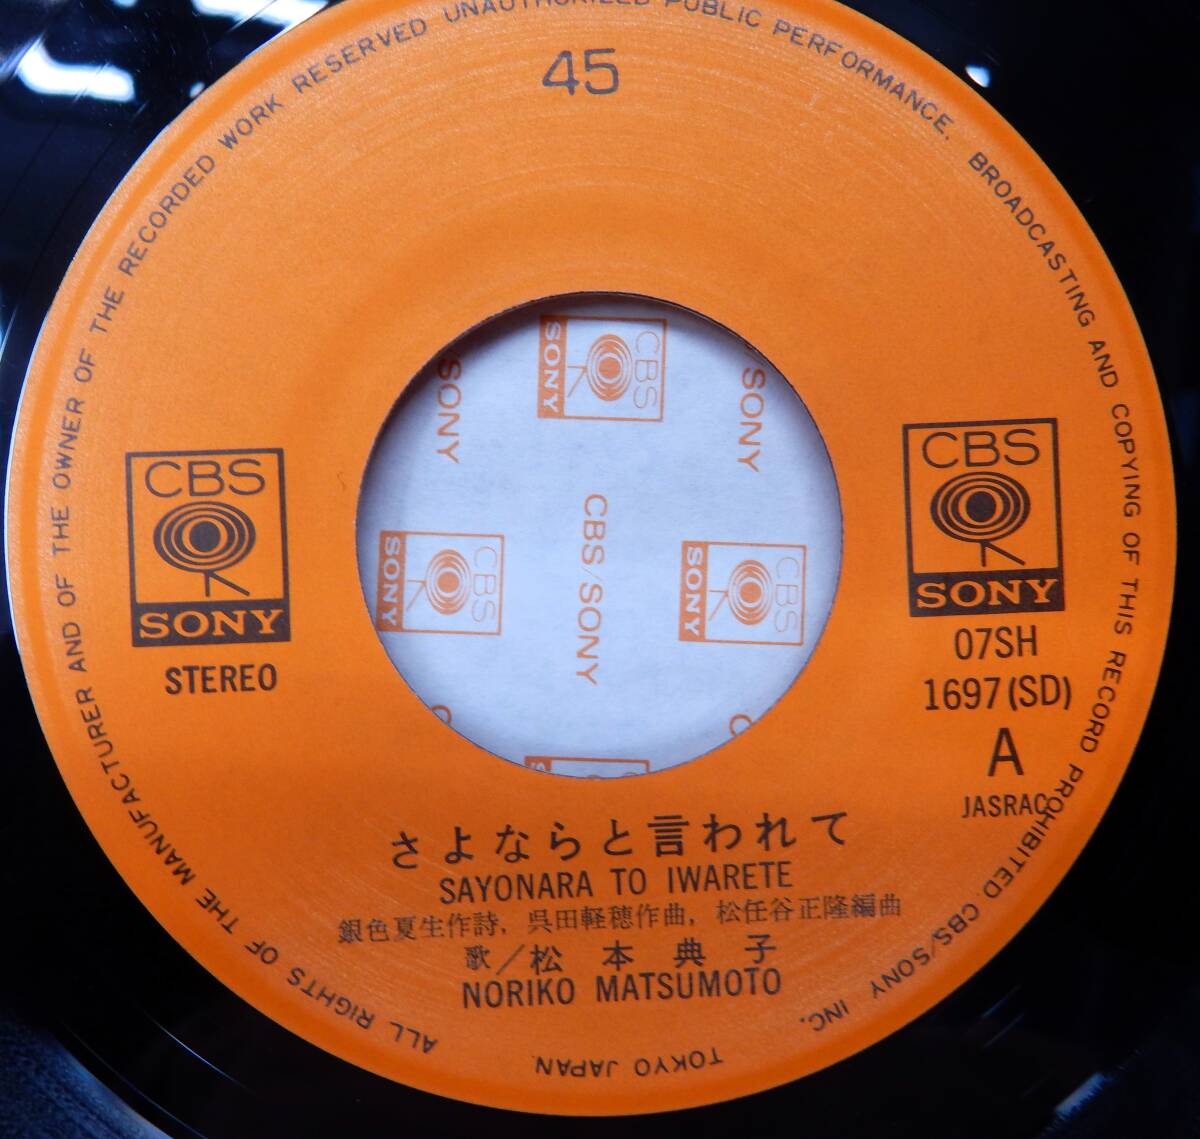 45
ALL RIGHTS OF THE MANUFACTURER AND OF THE OWNER OF THE RECORDED WORK RESERVED UNAUTHORIZED PUBLIC PERFORMANCE, BROADCASTING AND COPYING OF THIS RECORD PROHIBITED. CBS/SONY INC. TOKYO JAPAN.
CBS
SONY
STEREO
CBS
SONY
CBS
SONY
SONY
SONY
CBS/SONY
CBS
SONY
CBS
SONY
07SH
1697(SD)
A
JASRAC
さよならと言われて
SAYONARA TO IWARETE
銀色夏生作詩, 呉田軽穂作曲, 松任谷正隆編曲
歌/松本典子
NORIKO MATSUMOTO